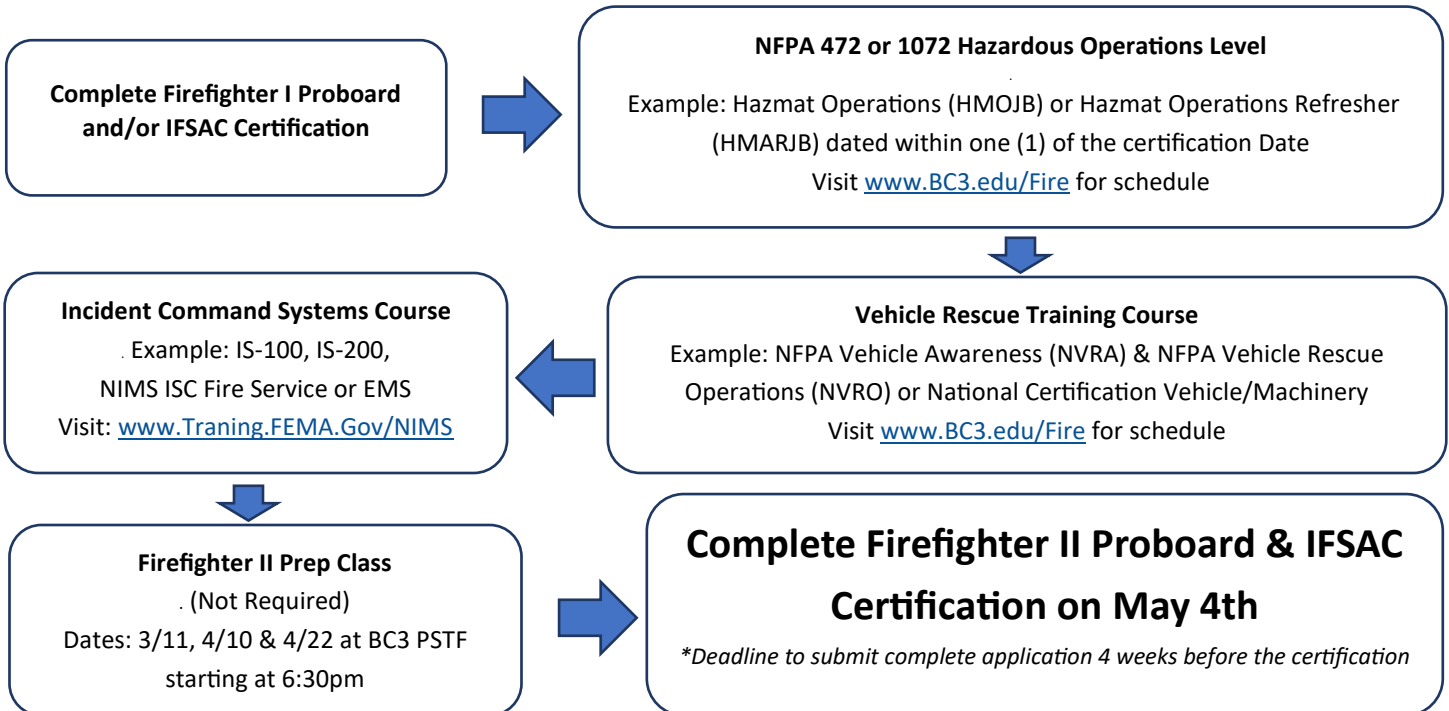 Complete Firefighter I Proboard
and/or IFSAC Certification
NFPA 472 or 1072 Hazardous Operations Level
.
Example: Hazmat Operations (HMOJB) or Hazmat Operations Refresher
(HMARJB) dated within one (1) of the certification Date
Visit www.BC3.edu/Fire for schedule
Vehicle Rescue Training Course
Example: NFPA Vehicle Awareness (NVRA) & NFPA Vehicle Rescue
Operations (NVRO) or National Certification Vehicle/Machinery
Visit www.BC3.edu/Fire for schedule
Incident Command Systems Course
. Example: IS-100, IS-200,
NIMS ISC Fire Service or EMS
Visit: www.Traning.FEMA.Gov/NIMS
Firefighter II Prep Class
. (Not Required)
Dates: 3/11, 4/10 & 4/22 at BC3 PSTF
starting at 6:30pm
Complete Firefighter II Proboard & IFSAC
Certification on May 4th
*Deadline to submit complete application 4 weeks before the certification